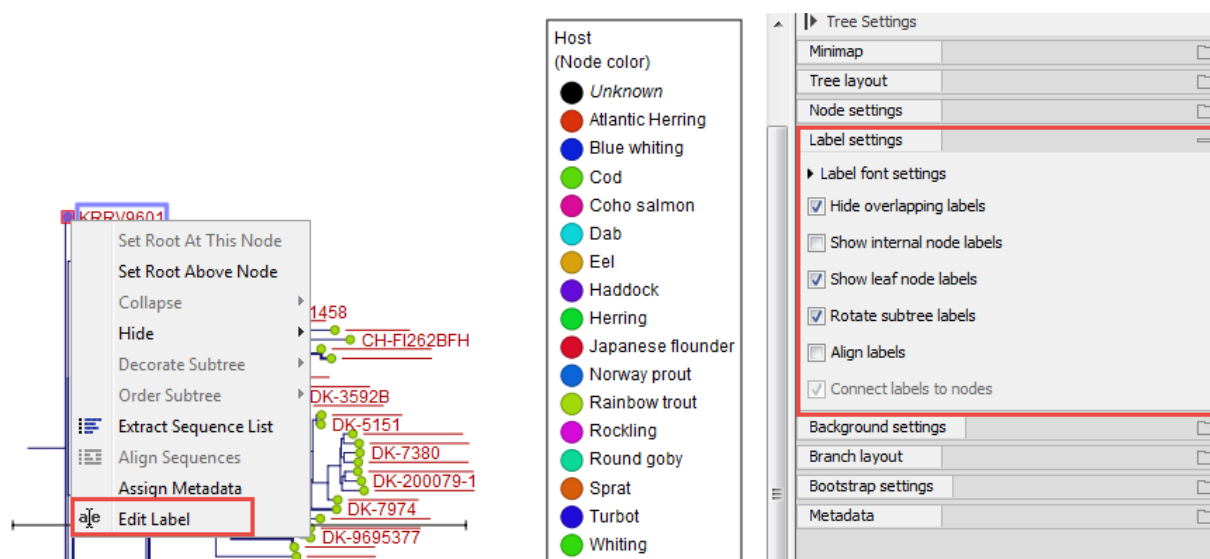 KRRV9601
Set Root At This Node
Set Root Above Node
Collapse
Hide
Decorate Subtree
Order Subtree
Extract Sequence List
Align Sequences
Assign Metadata
Edit Label
1458
CH-FI262BFH
DK-3592B
DK-5151
DK-7380
DK-200079-1
DK-7974
DK-9695377
Host
(Node color)
Unknown
Atlantic Herring
Blue whiting
Cod
Coho salmon
Dab
Eel
Haddock
Herring
Japanese flounder
Norway prout
Rainbow trout
Rockling
Round goby
Sprat
Turbot
Whiting
Tree Settings
Minimap
Tree layout
Node settings
Label settings
Label font settings
Hide overlapping labels
Show internal node labels
Show leaf node labels
Rotate subtree labels
Align labels
Connect labels to nodes
Background settings
Branch layout
Bootstrap settings
Metadata